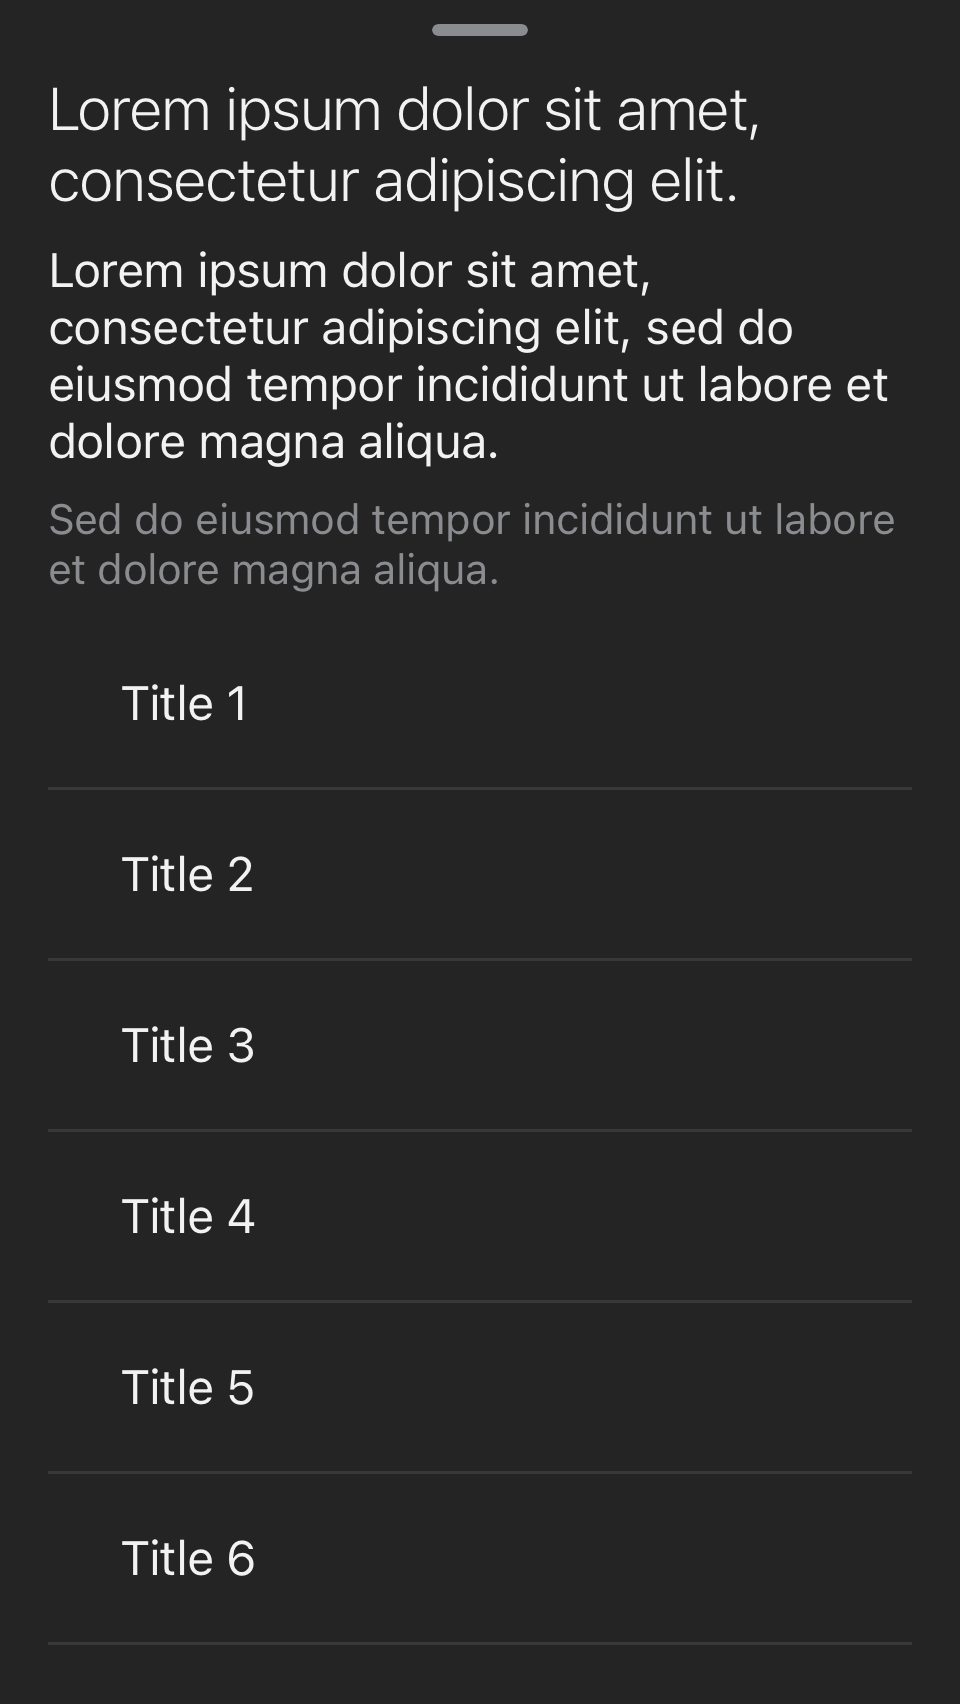 Lorem ipsum dolor sit amet,
consectetur adipiscing elit.
Lorem ipsum dolor sit amet,
consectetur adipiscing elit, sed do
eiusmod tempor incididunt ut labore et
dolore magna aliqua.
Sed do eiusmod tempor incididunt ut labore
et dolore magna aliqua.
Title 1
Title 2
Title 3
Title 4
Title 5
Title 6